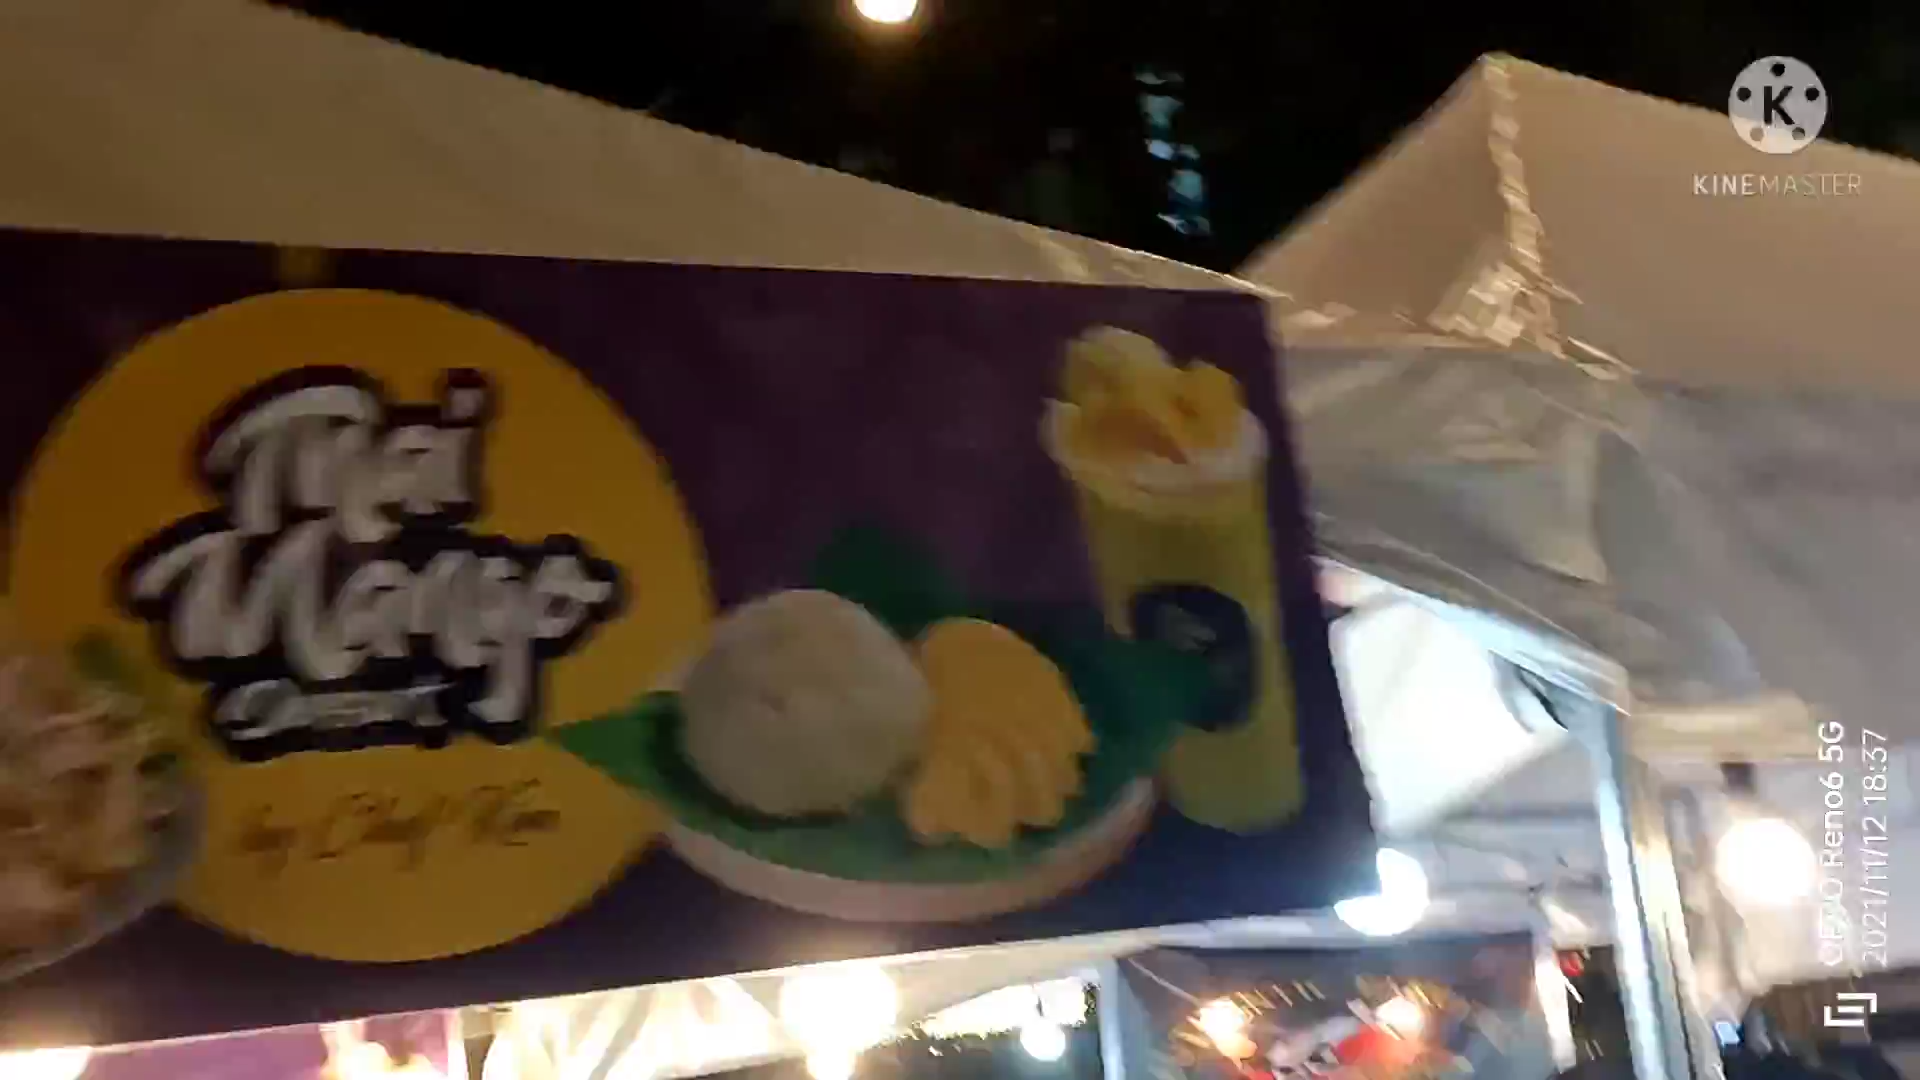 Thai
Mango
K
KINEMASTER
OPPO Reno6 5G
2021/11/12 18:37